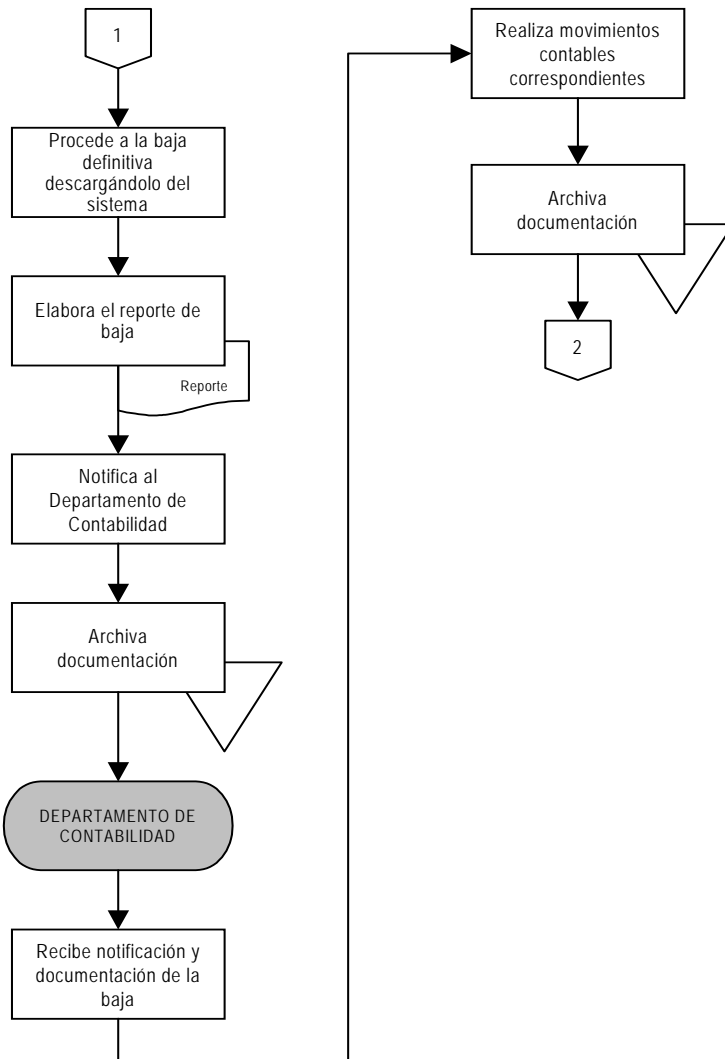 1
Procede a la baja
definitiva
descargándolo del
sistema
Elabora el reporte de
baja
Reporte
Notifica al
Departamento de
Contabilidad
Archiva
documentación
DEPARTAMENTO DE
CONTABILIDAD
Recibe notificación y
documentación de la
baja
Realiza movimientos
contables
correspondientes
Archiva
documentación
2